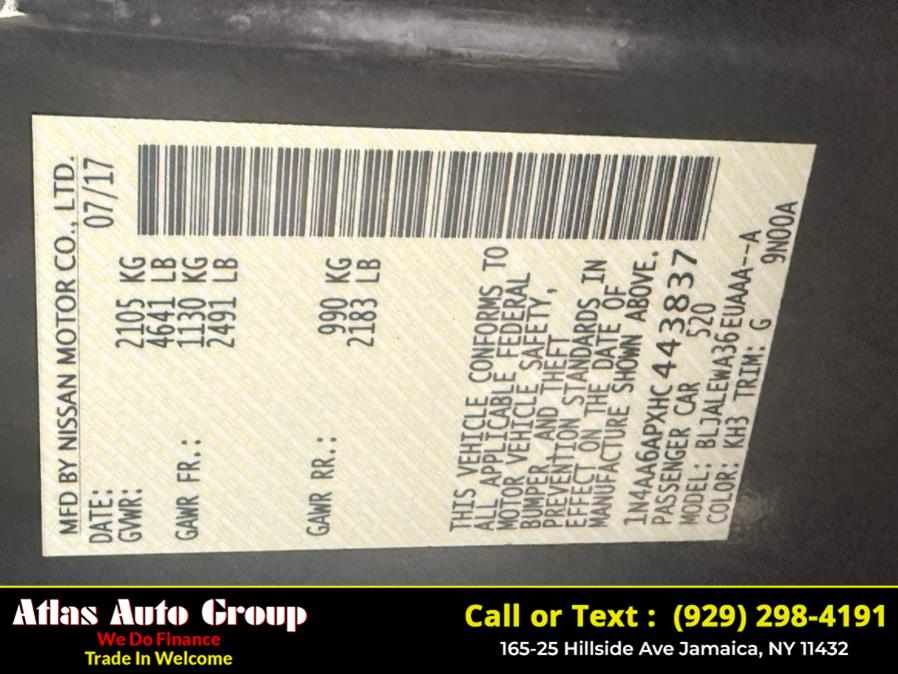 MFD BY NISSAN MOTOR CO., LTD.
DATE: 07/17
GVWR: 2105 KG
4641 LB
GAWR FR.: 1130 KG
2491 LB
GAWR RR.: 990 KG
2183 LB
THIS VEHICLE CONFORMS TO
ALL APPLICABLE FEDERAL
MOTOR VEHICLE SAFETY,
BUMPER, AND THEFT
PREVENTION STANDARDS IN
EFFECT ON THE DATE OF
MANUFACTURE SHOWN ABOVE.
1N4AA6APXHC443837
PASSENGER CAR 520
MODEL: BLJALEWA36EUAAA--A
COLOR: KH3 TRIM: G 9N00A
Atlas Auto Group
We Do Finance
Trade In Welcome
Call or Text : (929) 298-4191
165-25 Hillside Ave Jamaica, NY 11432